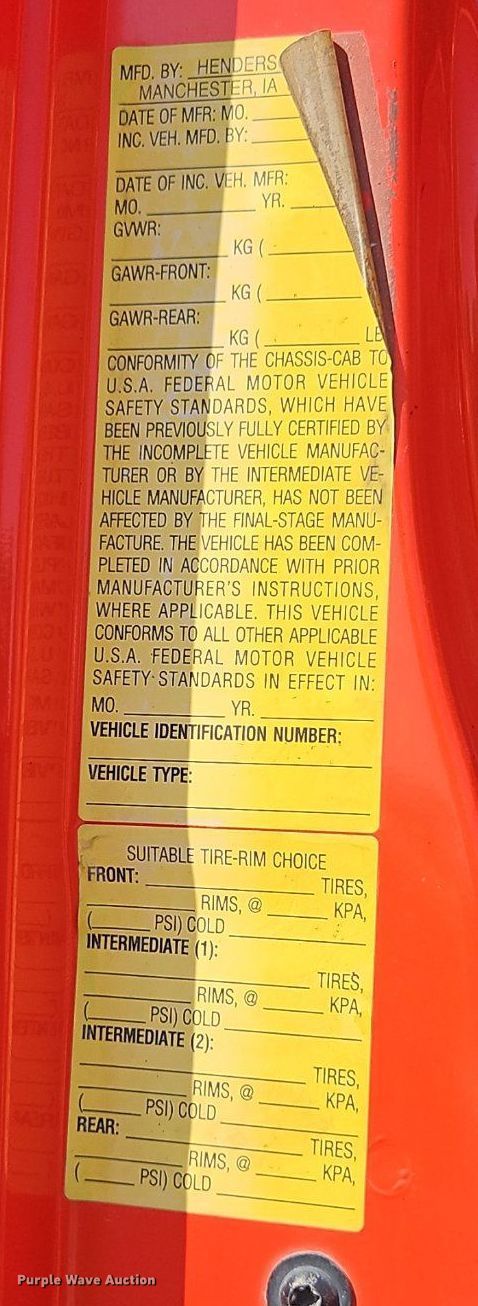 MFD. BY: HENDERS
MANCHESTER, IA
DATE OF MFR: MO.
INC. VEH. MFD. BY:
DATE OF INC. VEH. MFR:
MO. YR.
GVWR:
KG (
GAWR-FRONT:
KG (
GAWR-REAR:
KG ( LB
CONFORMITY OF THE CHASSIS-CAB TO
U.S.A. FEDERAL MOTOR VEHICLE
SAFETY STANDARDS, WHICH HAVE
BEEN PREVIOUSLY FULLY CERTIFIED BY
THE INCOMPLETE VEHICLE MANUFAC-
TURER OR BY THE INTERMEDIATE VE-
HICLE MANUFACTURER, HAS NOT BEEN
AFFECTED BY THE FINAL-STAGE MANU-
FACTURE. THE VEHICLE HAS BEEN COM-
PLETED IN ACCORDANCE WITH PRIOR
MANUFACTURER'S INSTRUCTIONS,
WHERE APPLICABLE. THIS VEHICLE
CONFORMS TO ALL OTHER APPLICABLE
U.S.A. FEDERAL MOTOR VEHICLE
SAFETY STANDARDS IN EFFECT IN:
MO. YR.
VEHICLE IDENTIFICATION NUMBER:
VEHICLE TYPE:
SUITABLE TIRE-RIM CHOICE
FRONT: TIRES,
RIMS, @ KPA,
( PSI) COLD
INTERMEDIATE (1):
TIRES,
RIMS, @ KPA,
( PSI) COLD
INTERMEDIATE (2):
TIRES,
RIMS, @ KPA,
( PSI) COLD
REAR: TIRES,
RIMS, @ KPA,
( PSI) COLD
Purple Wave Auction